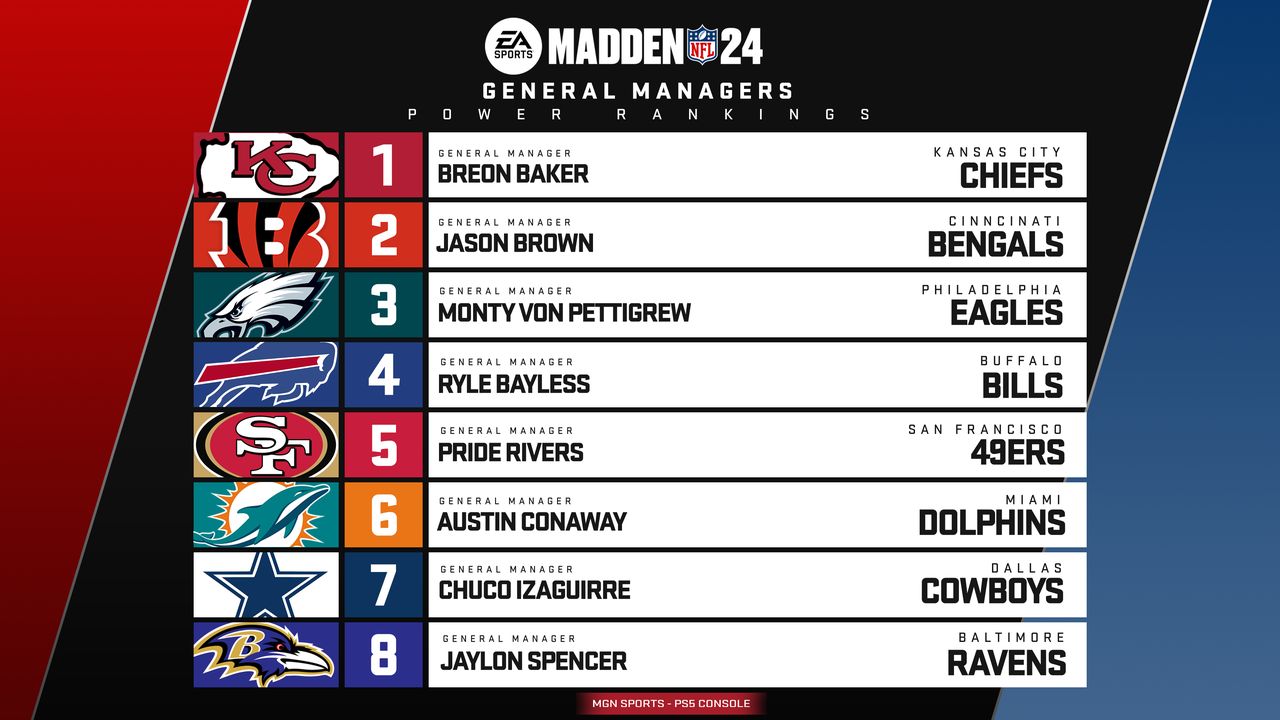 EA SPORTS MADDEN NFL 24
GENERAL MANAGERS
POWER RANKINGS
KC 1 GENERAL MANAGER KANSAS CITY
BREON BAKER CHIEFS
B 2 GENERAL MANAGER CINNCINATI
JASON BROWN BENGALS
3 GENERAL MANAGER PHILADELPHIA
MONTY VON PETTIGREW EAGLES
4 GENERAL MANAGER BUFFALO
RYLE BAYLESS BILLS
SF 5 GENERAL MANAGER SAN FRANCISCO
PRIDE RIVERS 49ERS
6 GENERAL MANAGER MIAMI
AUSTIN CONAWAY DOLPHINS
7 GENERAL MANAGER DALLAS
CHUCO IZAGUIRRE COWBOYS
B 8 GENERAL MANAGER BALTIMORE
JAYLON SPENCER RAVENS
MGN SPORTS - PS5 CONSOLE